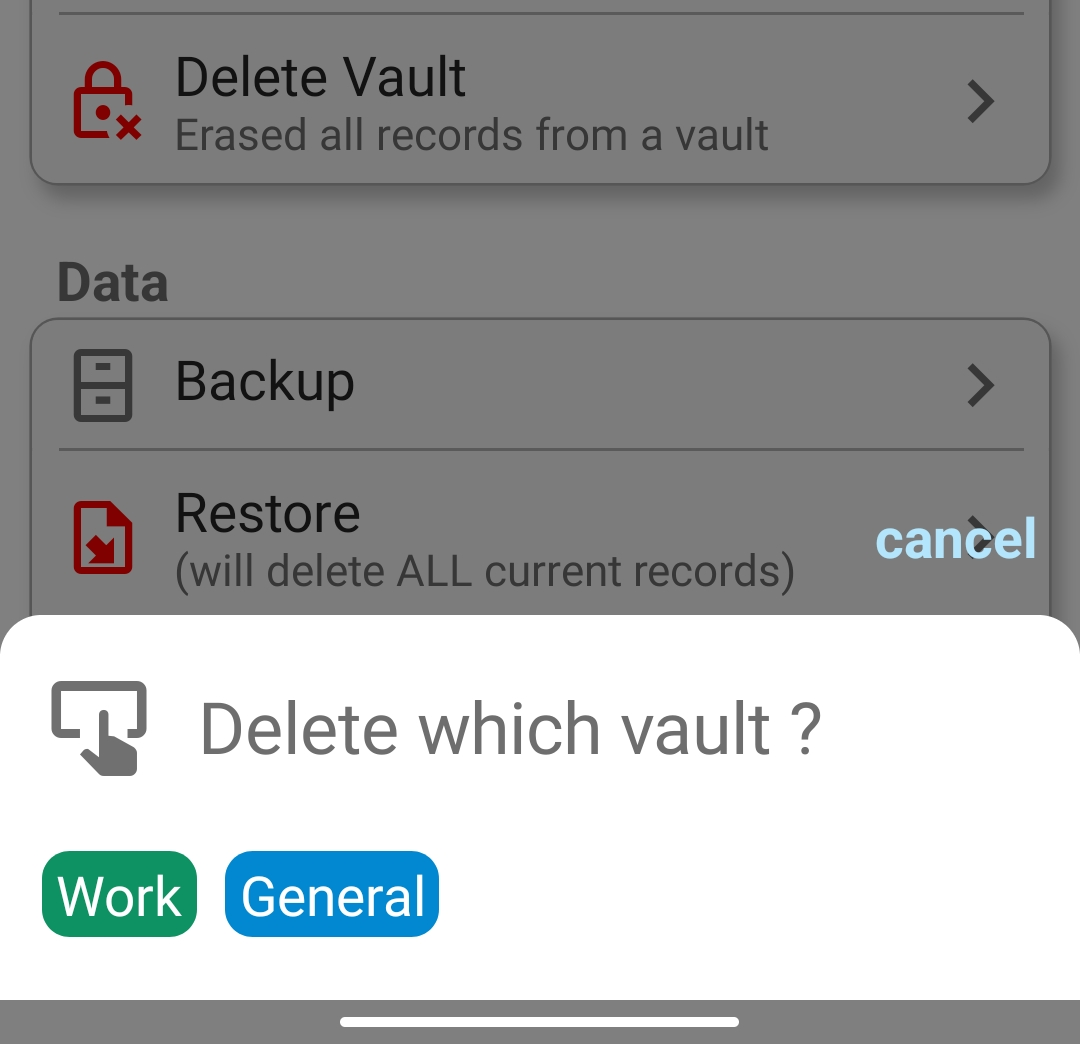 Delete Vault
Erased all records from a vault
Data
Backup
Restore
(will delete ALL current records)
cancel
Delete which vault ?
Work
General